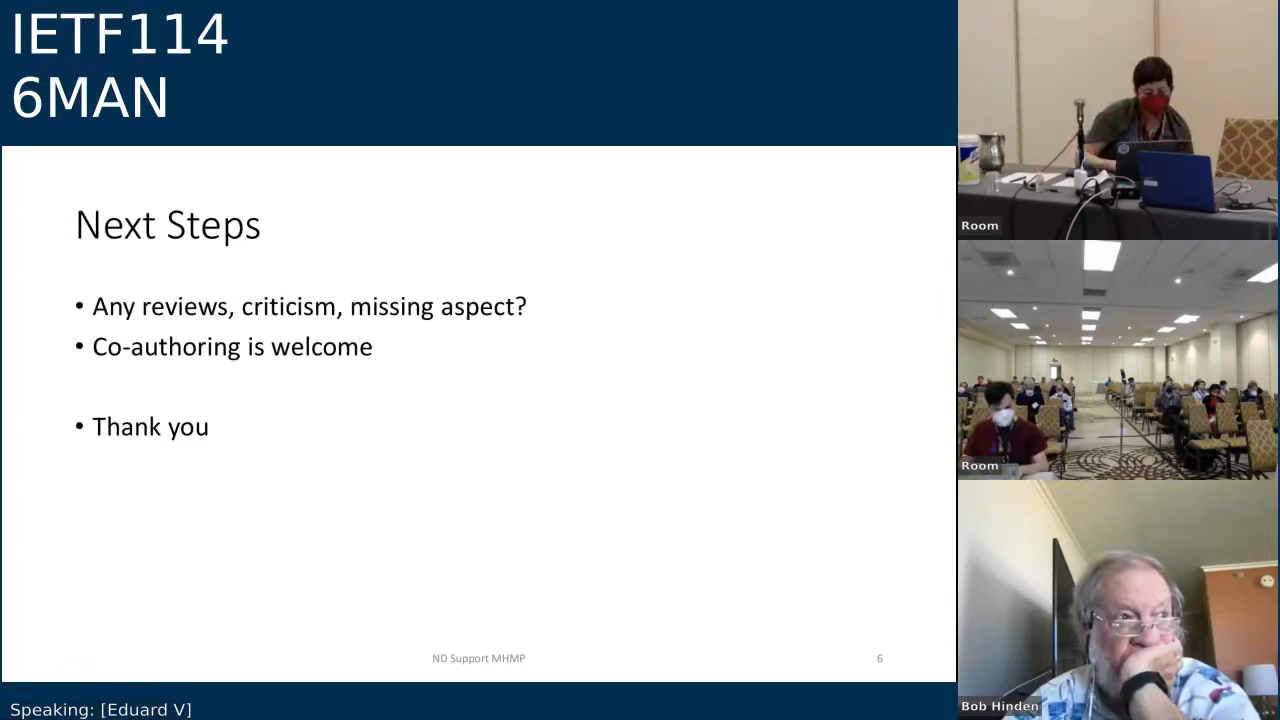 IETF114
6MAN
Next Steps
• Any reviews, criticism, missing aspect?
• Co-authoring is welcome
• Thank you
ND Support MHMP
6
Speaking: [Eduard V]
Room
Room
Bob Hinden